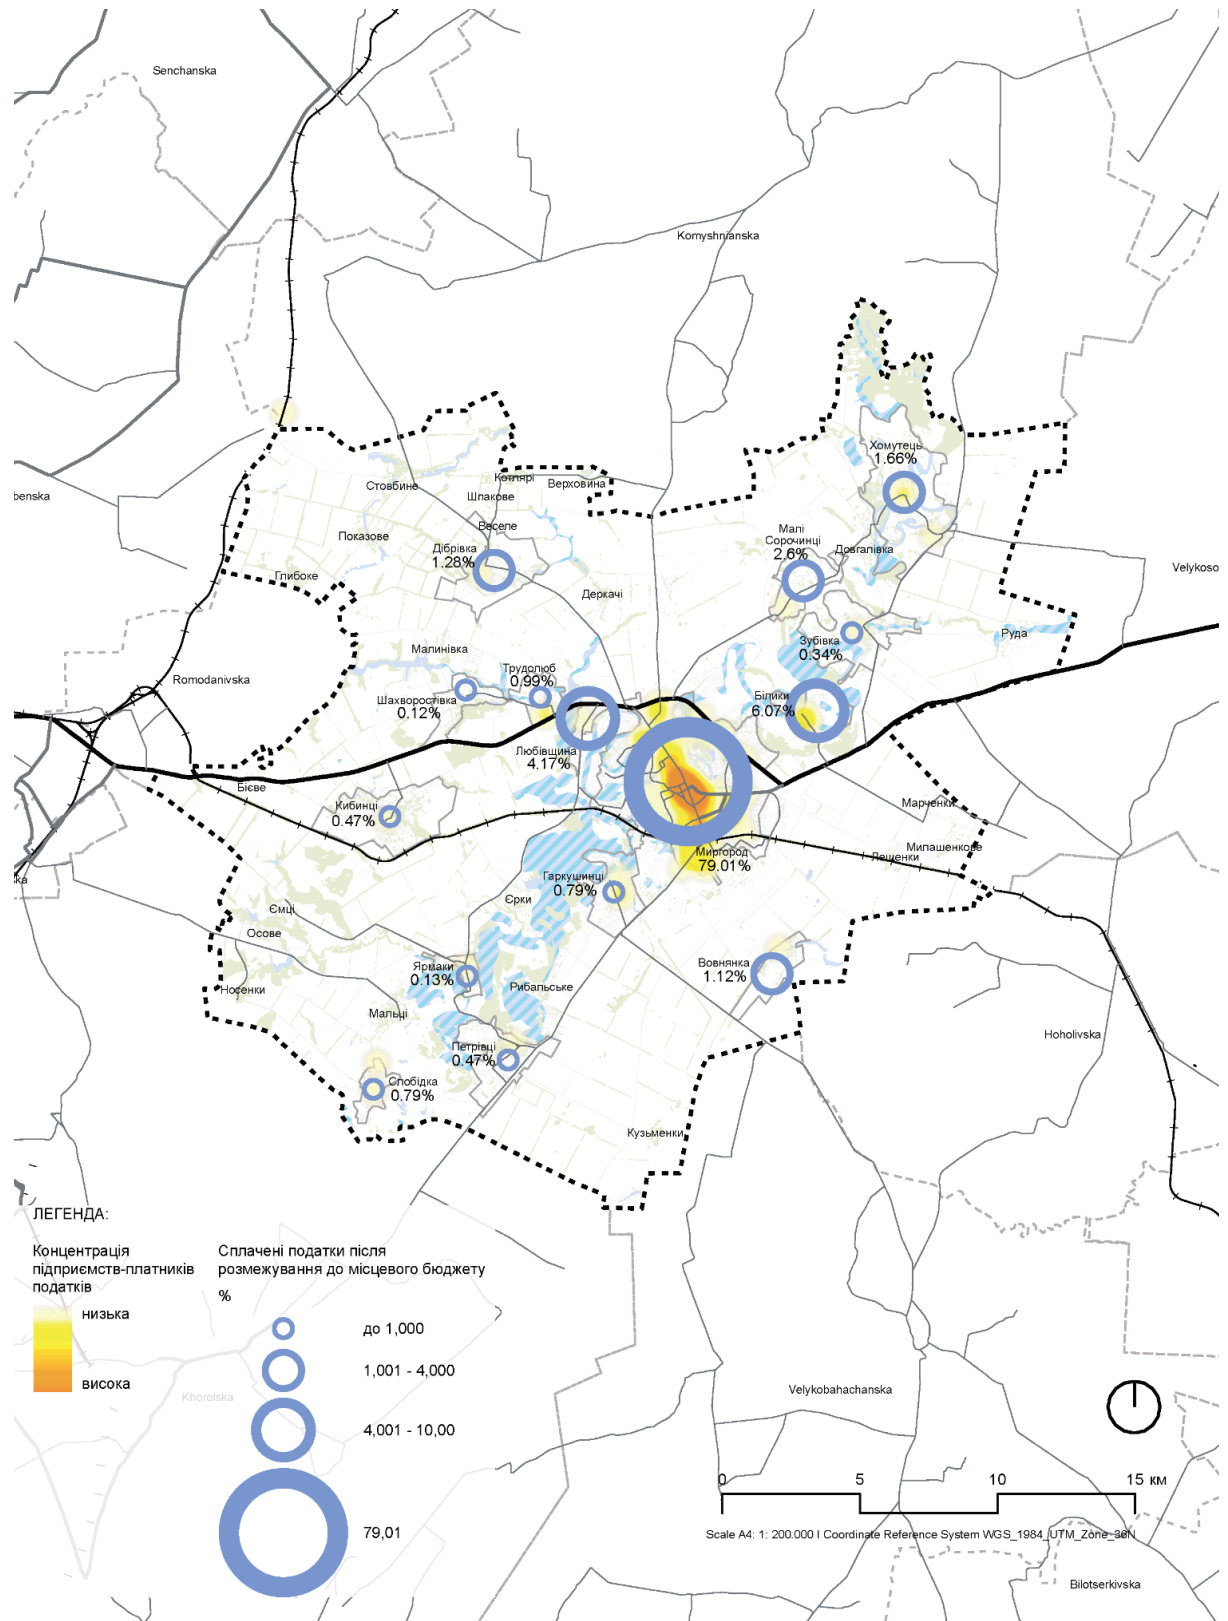 Senchanska
Komyshnianska
Хомутець
1.66%
benska
Стовбине
Котлярі
Верховина
Шпакове
Веселе
Показове
Дібрівка
1.28%
Малі
Сорочинці
2.6%
Довгалівка
Глибоке
Деркачі
Velykoso
Зубівка
0.34%
Руда
Малинівка
Romodanivska
Трудолюб
0.99%
Шахворостівка
0.12%
Білики
6.07%
Любівщина
4.17%
Бієве
Кибинці
0.47%
Марченки
Милашенкове
Лещенки
Миргород
79.01%
ka
Гаркушинці
0.79%
Єрки
Ємці
Осове
Ярмаки
0.13%
Вовнянка
1.12%
Носенки
Рибальське
Мальці
Hoholivska
Петрівці
0.47%
Слобідка
0.79%
Кузьменки
ЛЕГЕНДА:
Концентрація
підприємств-платників
податків
низька
висока
Сплачені податки після
розмежування до місцевого бюджету
%
до 1,000
1,001 - 4,000
4,001 - 10,00
79,01
Khorolska
Velykobahachanska
0 5 10 15 км
Scale A4: 1: 200.000 I Coordinate Reference System WGS_1984_UTM_Zone_36N
Bilotserkivska